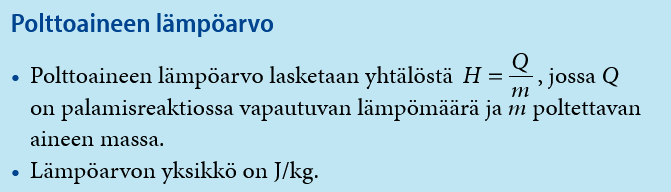 Polttoaineen lämpöarvo
• Polttoaineen lämpöarvo lasketaan yhtälöstä H = Q/m, jossa Q
on palamisreaktiossa vapautuvan lämpömäärä ja m poltettavan
aineen massa.
• Lämpöarvon yksikkö on J/kg.